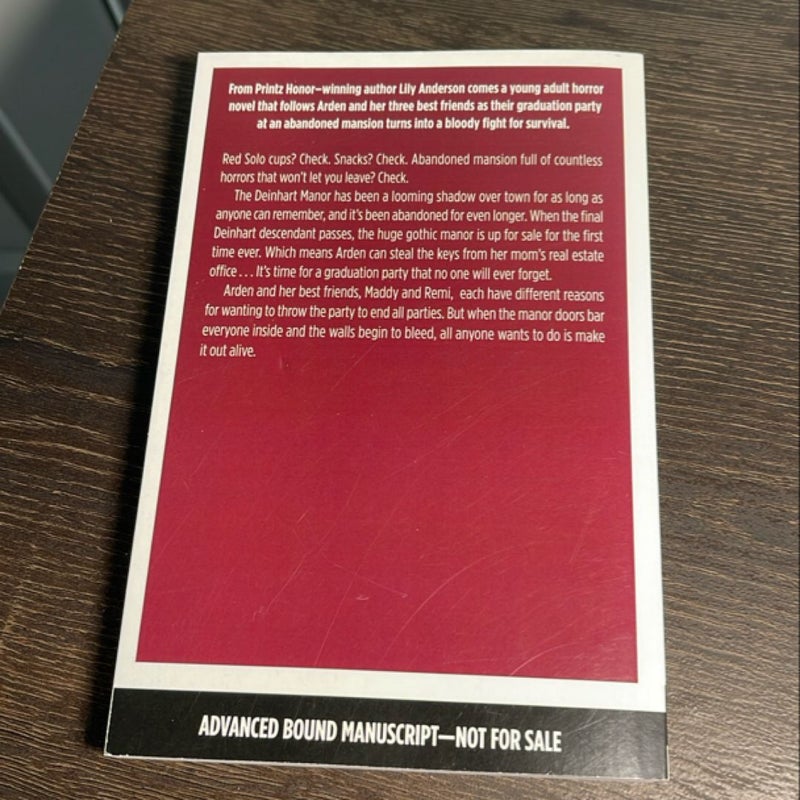 From Printz Honor–winning author Lily Anderson comes a young adult horror
novel that follows Arden and her three best friends as their graduation party
at an abandoned mansion turns into a bloody fight for survival.
Red Solo cups? Check. Snacks? Check. Abandoned mansion full of countless
horrors that won't let you leave? Check.
The Deinhart Manor has been a looming shadow over town for as long as
anyone can remember, and it's been abandoned for even longer. When the final
Deinhart descendant passes, the huge gothic manor is up for sale for the first
time ever. Which means Arden can steal the keys from her mom's real estate
office . . . It's time for a graduation party that no one will ever forget.
Arden and her best friends, Maddy and Remi, each have different reasons
for wanting to throw the party to end all parties. But when the manor doors bar
everyone inside and the walls begin to bleed, all anyone wants to do is make
it out alive.
ADVANCED BOUND MANUSCRIPT—NOT FOR SALE